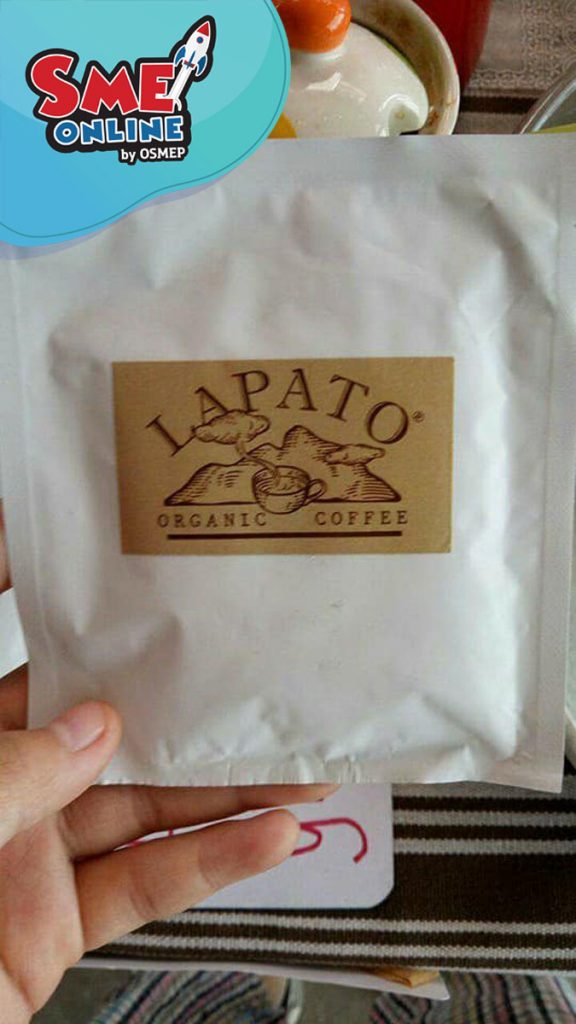 SME
ONLINE
by OSMEP
LAPATO®
ORGANIC COFFEE